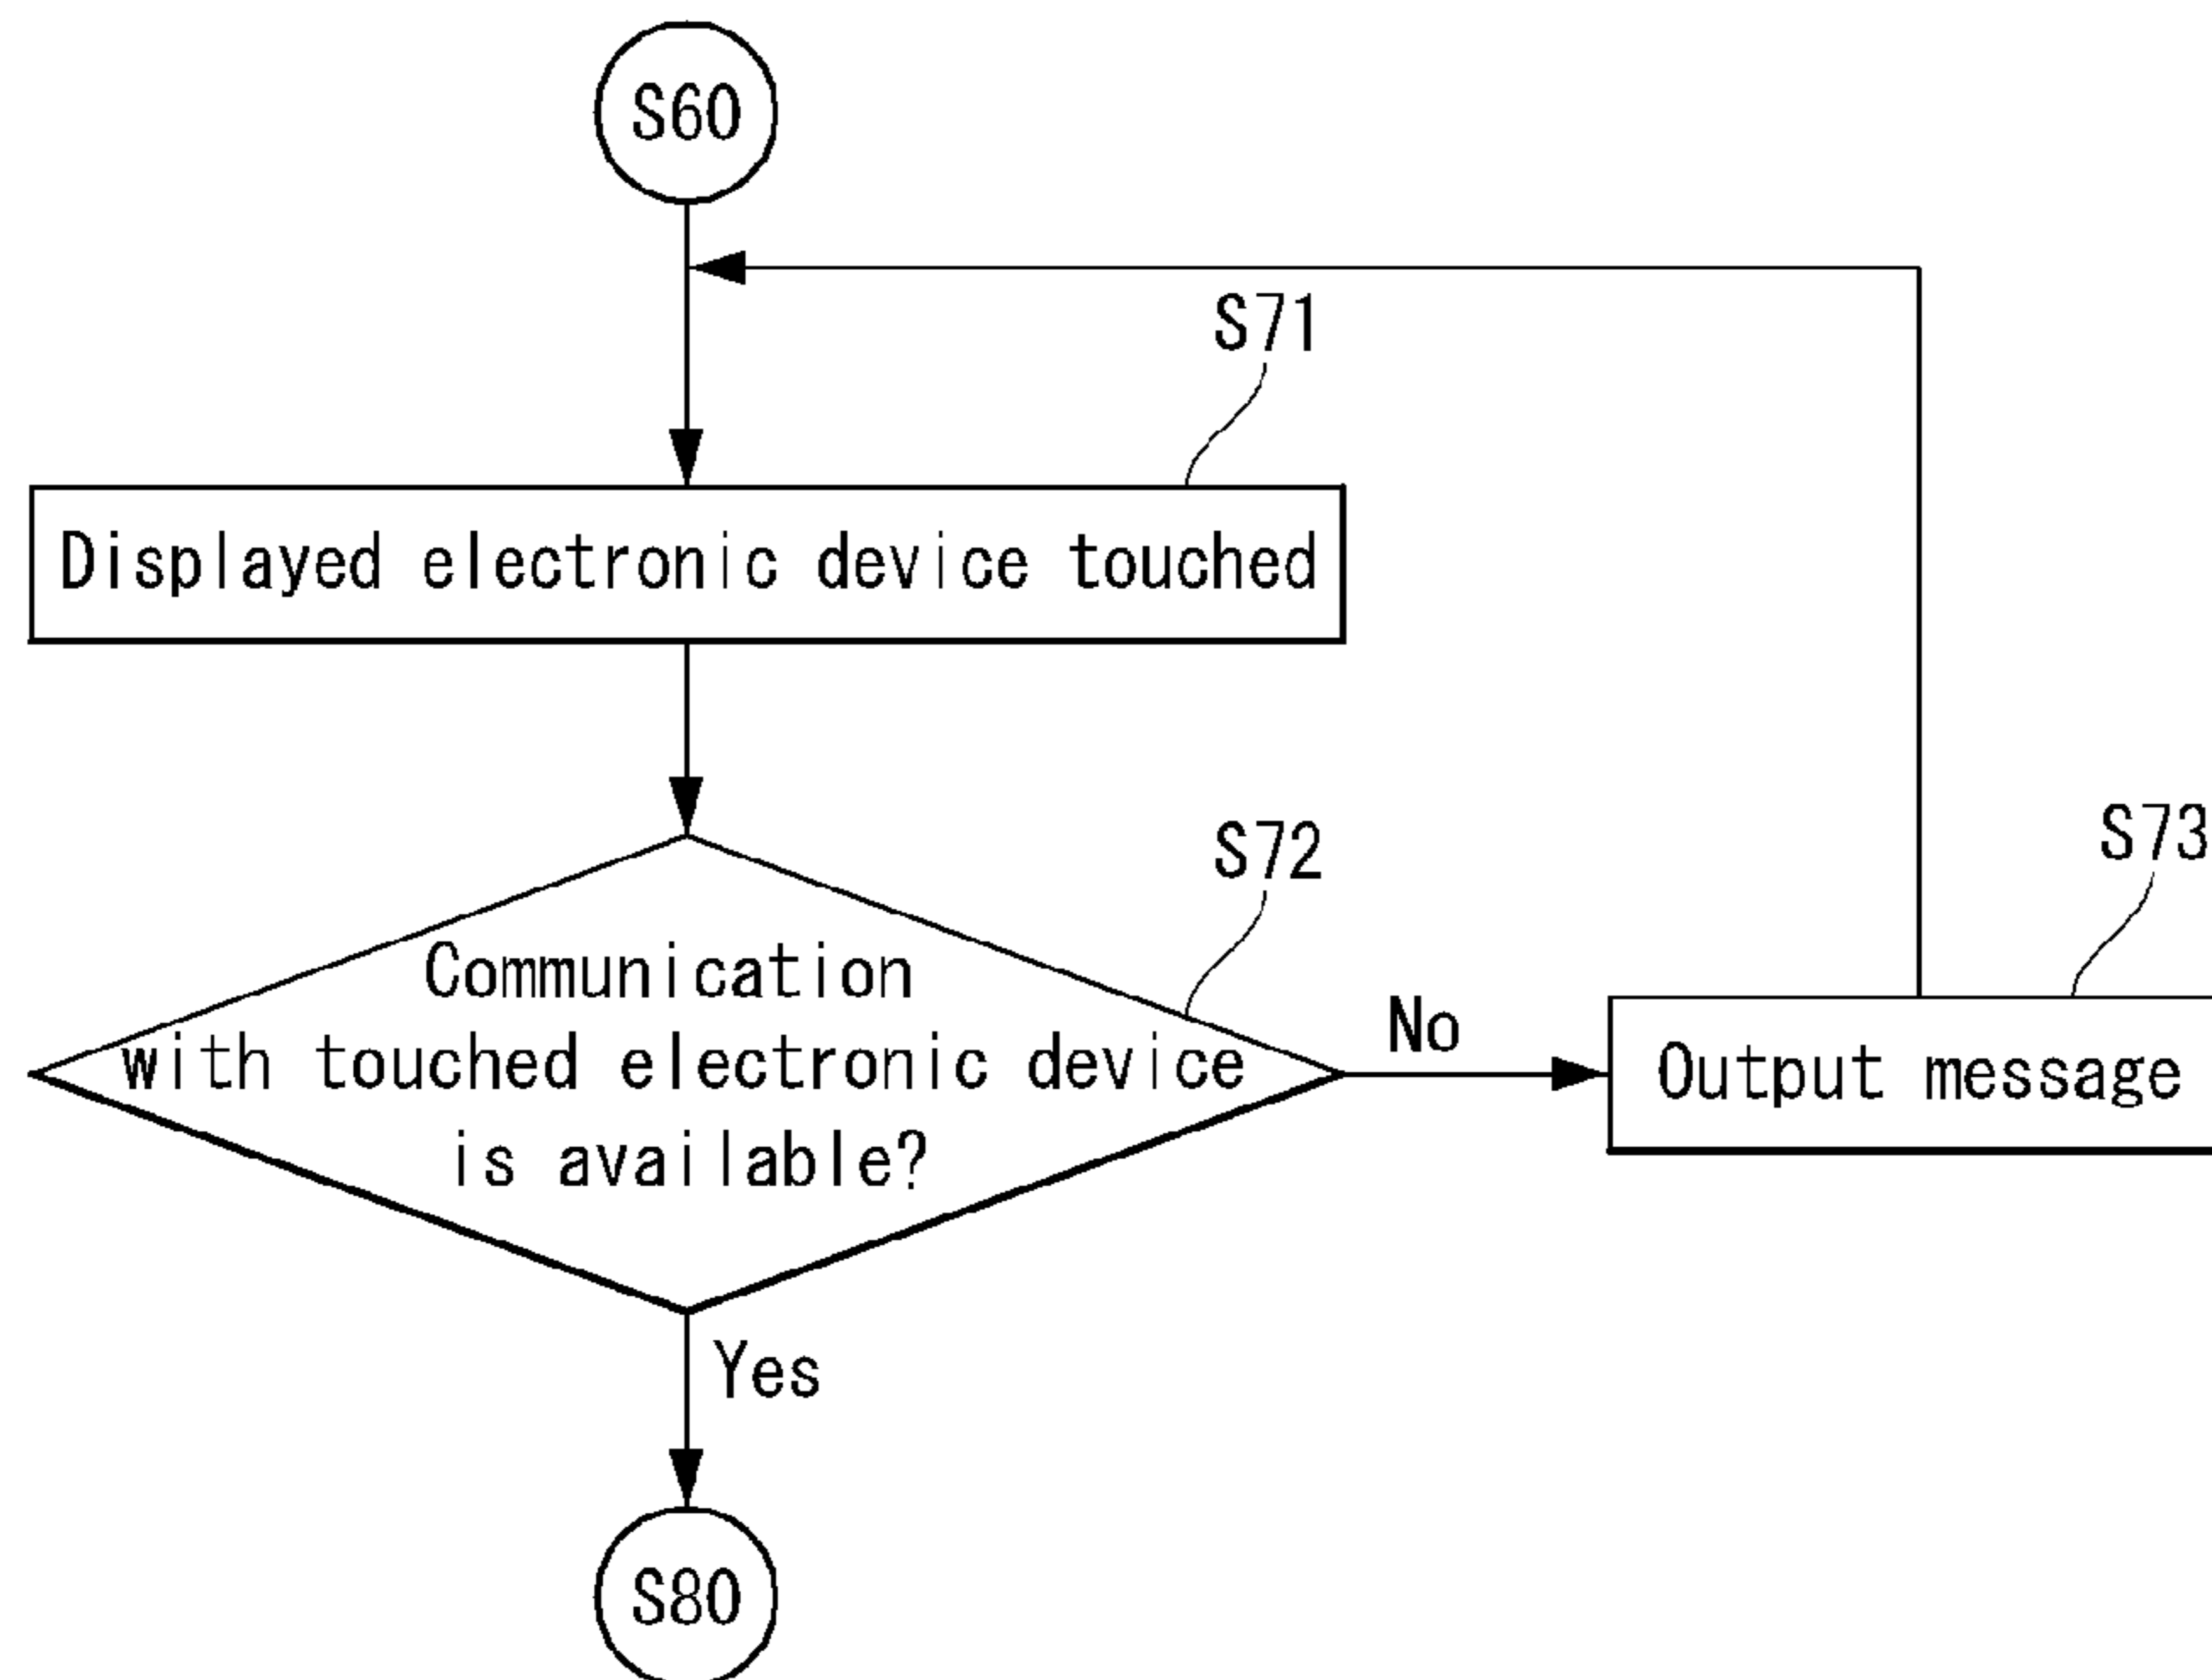 S60
S71
Displayed electronic device touched
S72
S73
Communication
with touched electronic device
is available?
No
Output message
Yes
S80